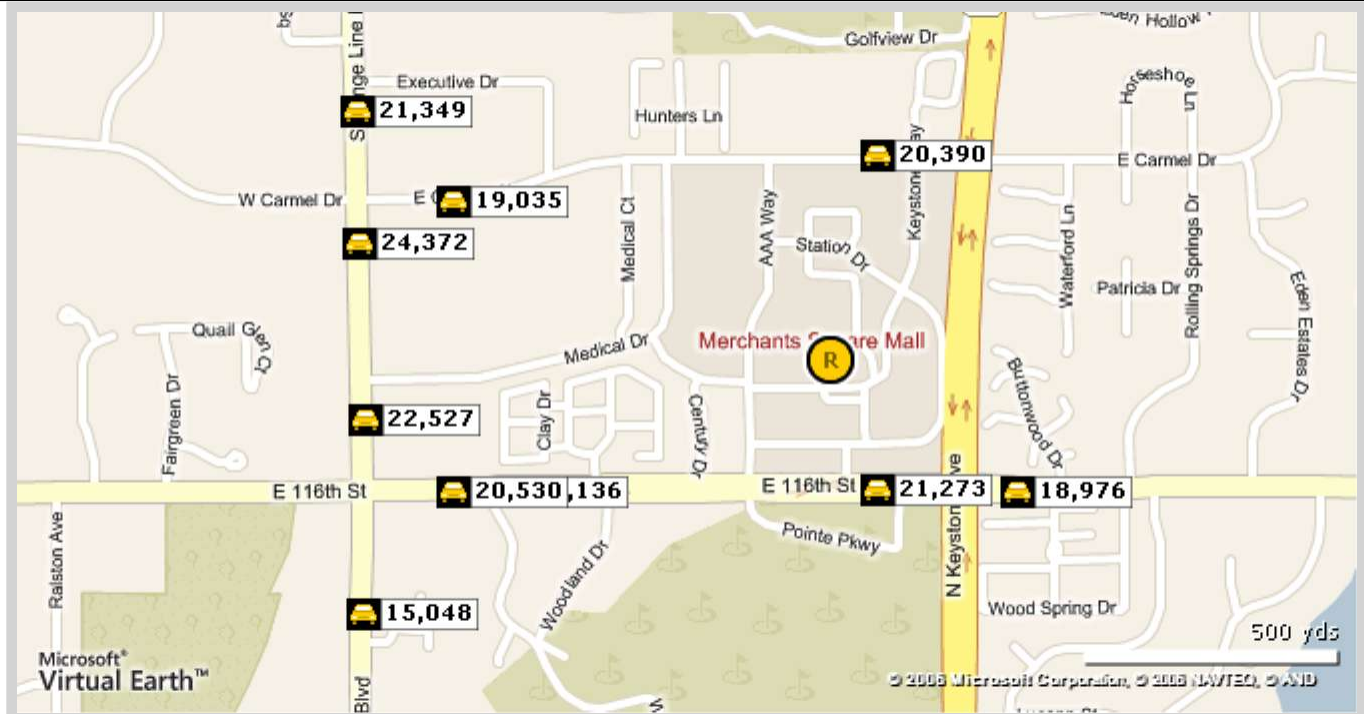 Golfview Dr
Executive Dr
21,349
Hunters Ln
Horseshoe Ln
20,390
E Carmel Dr
W Carmel Dr
E
19,035
24,372
Medical Ct
AAA Way
Station Dr
Waterford Ln
Patricia Dr
Rolling Springs Dr
Eden Estates Dr
Quail Glen Ct
Merchants Mall
R
Medical Dr
Fairgreen Dr
Clay Dr
Century Dr
Buttonwood Dr
22,527
E 116th St
20,530
,136
E 116th St
21,273
18,976
Ralston Ave
Pointe Pkwy
Woodland Dr
N Keystone Ave
Wood Spring Dr
15,048
500 yds
Blvd
Microsoft®
Virtual Earth™
© 2006 Microsoft Corporation, © 2006 NAVTEQ, © AND